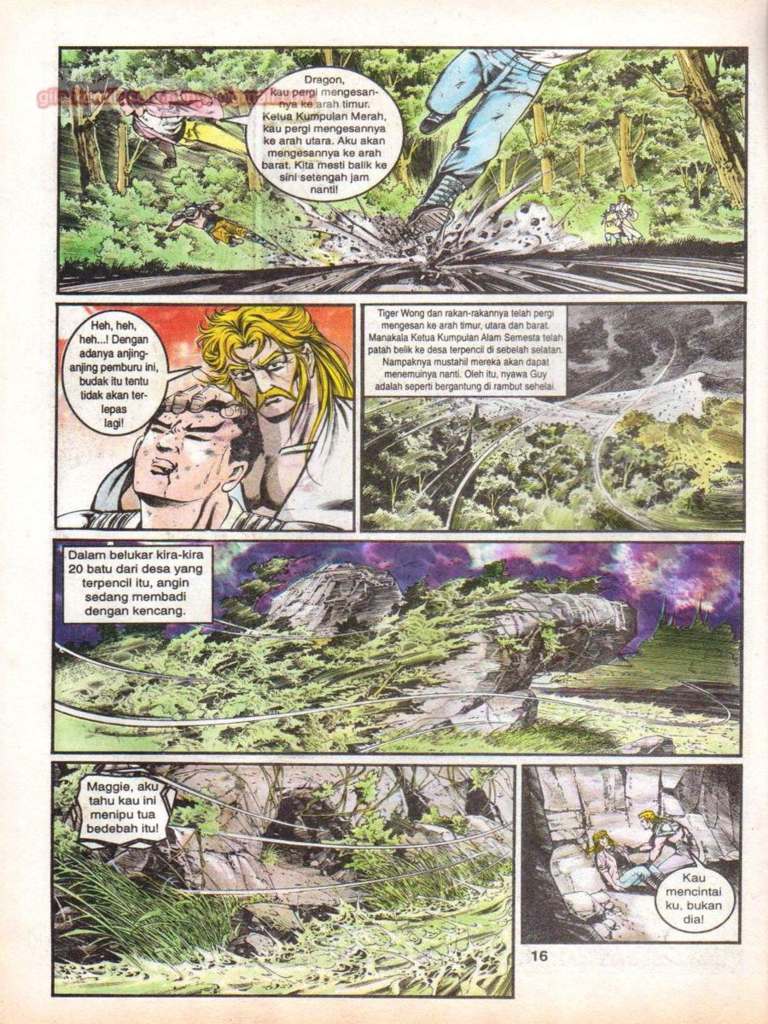 Dragon,
kau pergi mengesan-
nya ke arah timur.
Ketua Kumpulan Merah,
kau pergi mengesannya
ke arah utara. Aku akan
mengesannya ke arah
barat. Kita mesti balik ke
sini setengah jam
nanti!
Heh, heh,
heh...! Dengan
adanya anjing-
anjing pemburu ini,
budak itu tentu
tidak akan ter-
lepas
lagi!
Tiger Wong dan rakan-rakannya telah pergi
mengesan ke arah timur, utara dan barat.
Manakala Ketua Kumpulan Alam Semesta telah
patah belik ke desa terpencil di sebelah selatan.
Nampaknya mustahil mereka akan dapat
menemuinya nanti. Oleh itu, nyawa Guy
adalah seperti bergantung di rambut sehelai.
Dalam belukar kira-kira
20 batu dari desa yang
terpencil itu, angin
sedang membadi
dengan kencang.
Maggie, aku
tahu kau ini
menipu tua
bedebah itu!
Kau
mencintai
ku, bukan
dia!
16